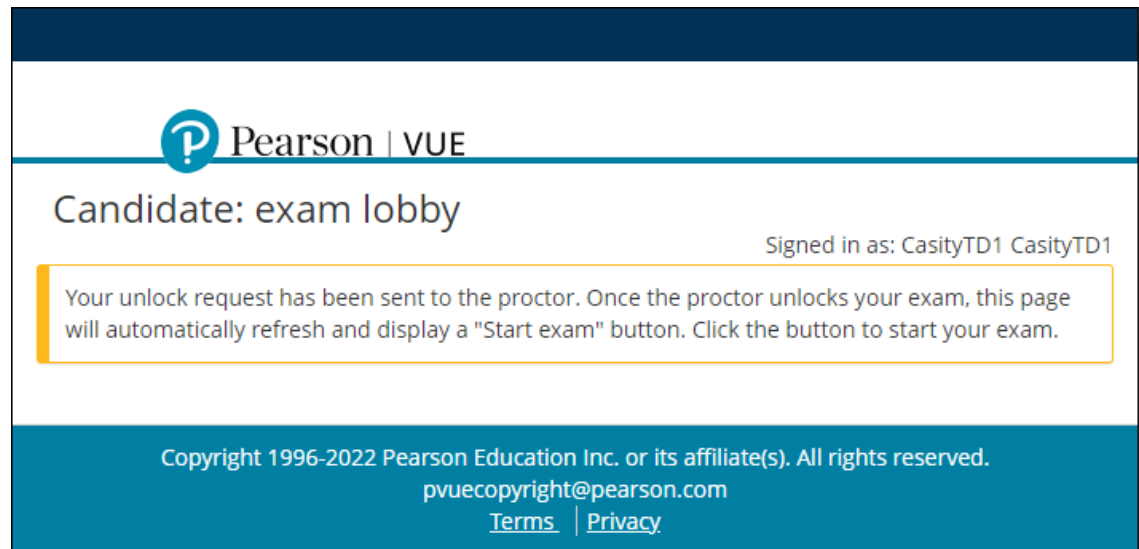 Pearson | VUE
Candidate: exam lobby
Signed in as: CasityTD1 CasityTD1
Your unlock request has been sent to the proctor. Once the proctor unlocks your exam, this page
will automatically refresh and display a "Start exam" button. Click the button to start your exam.
Copyright 1996-2022 Pearson Education Inc. or its affiliate(s). All rights reserved.
pvuecopyright@pearson.com
Terms | Privacy